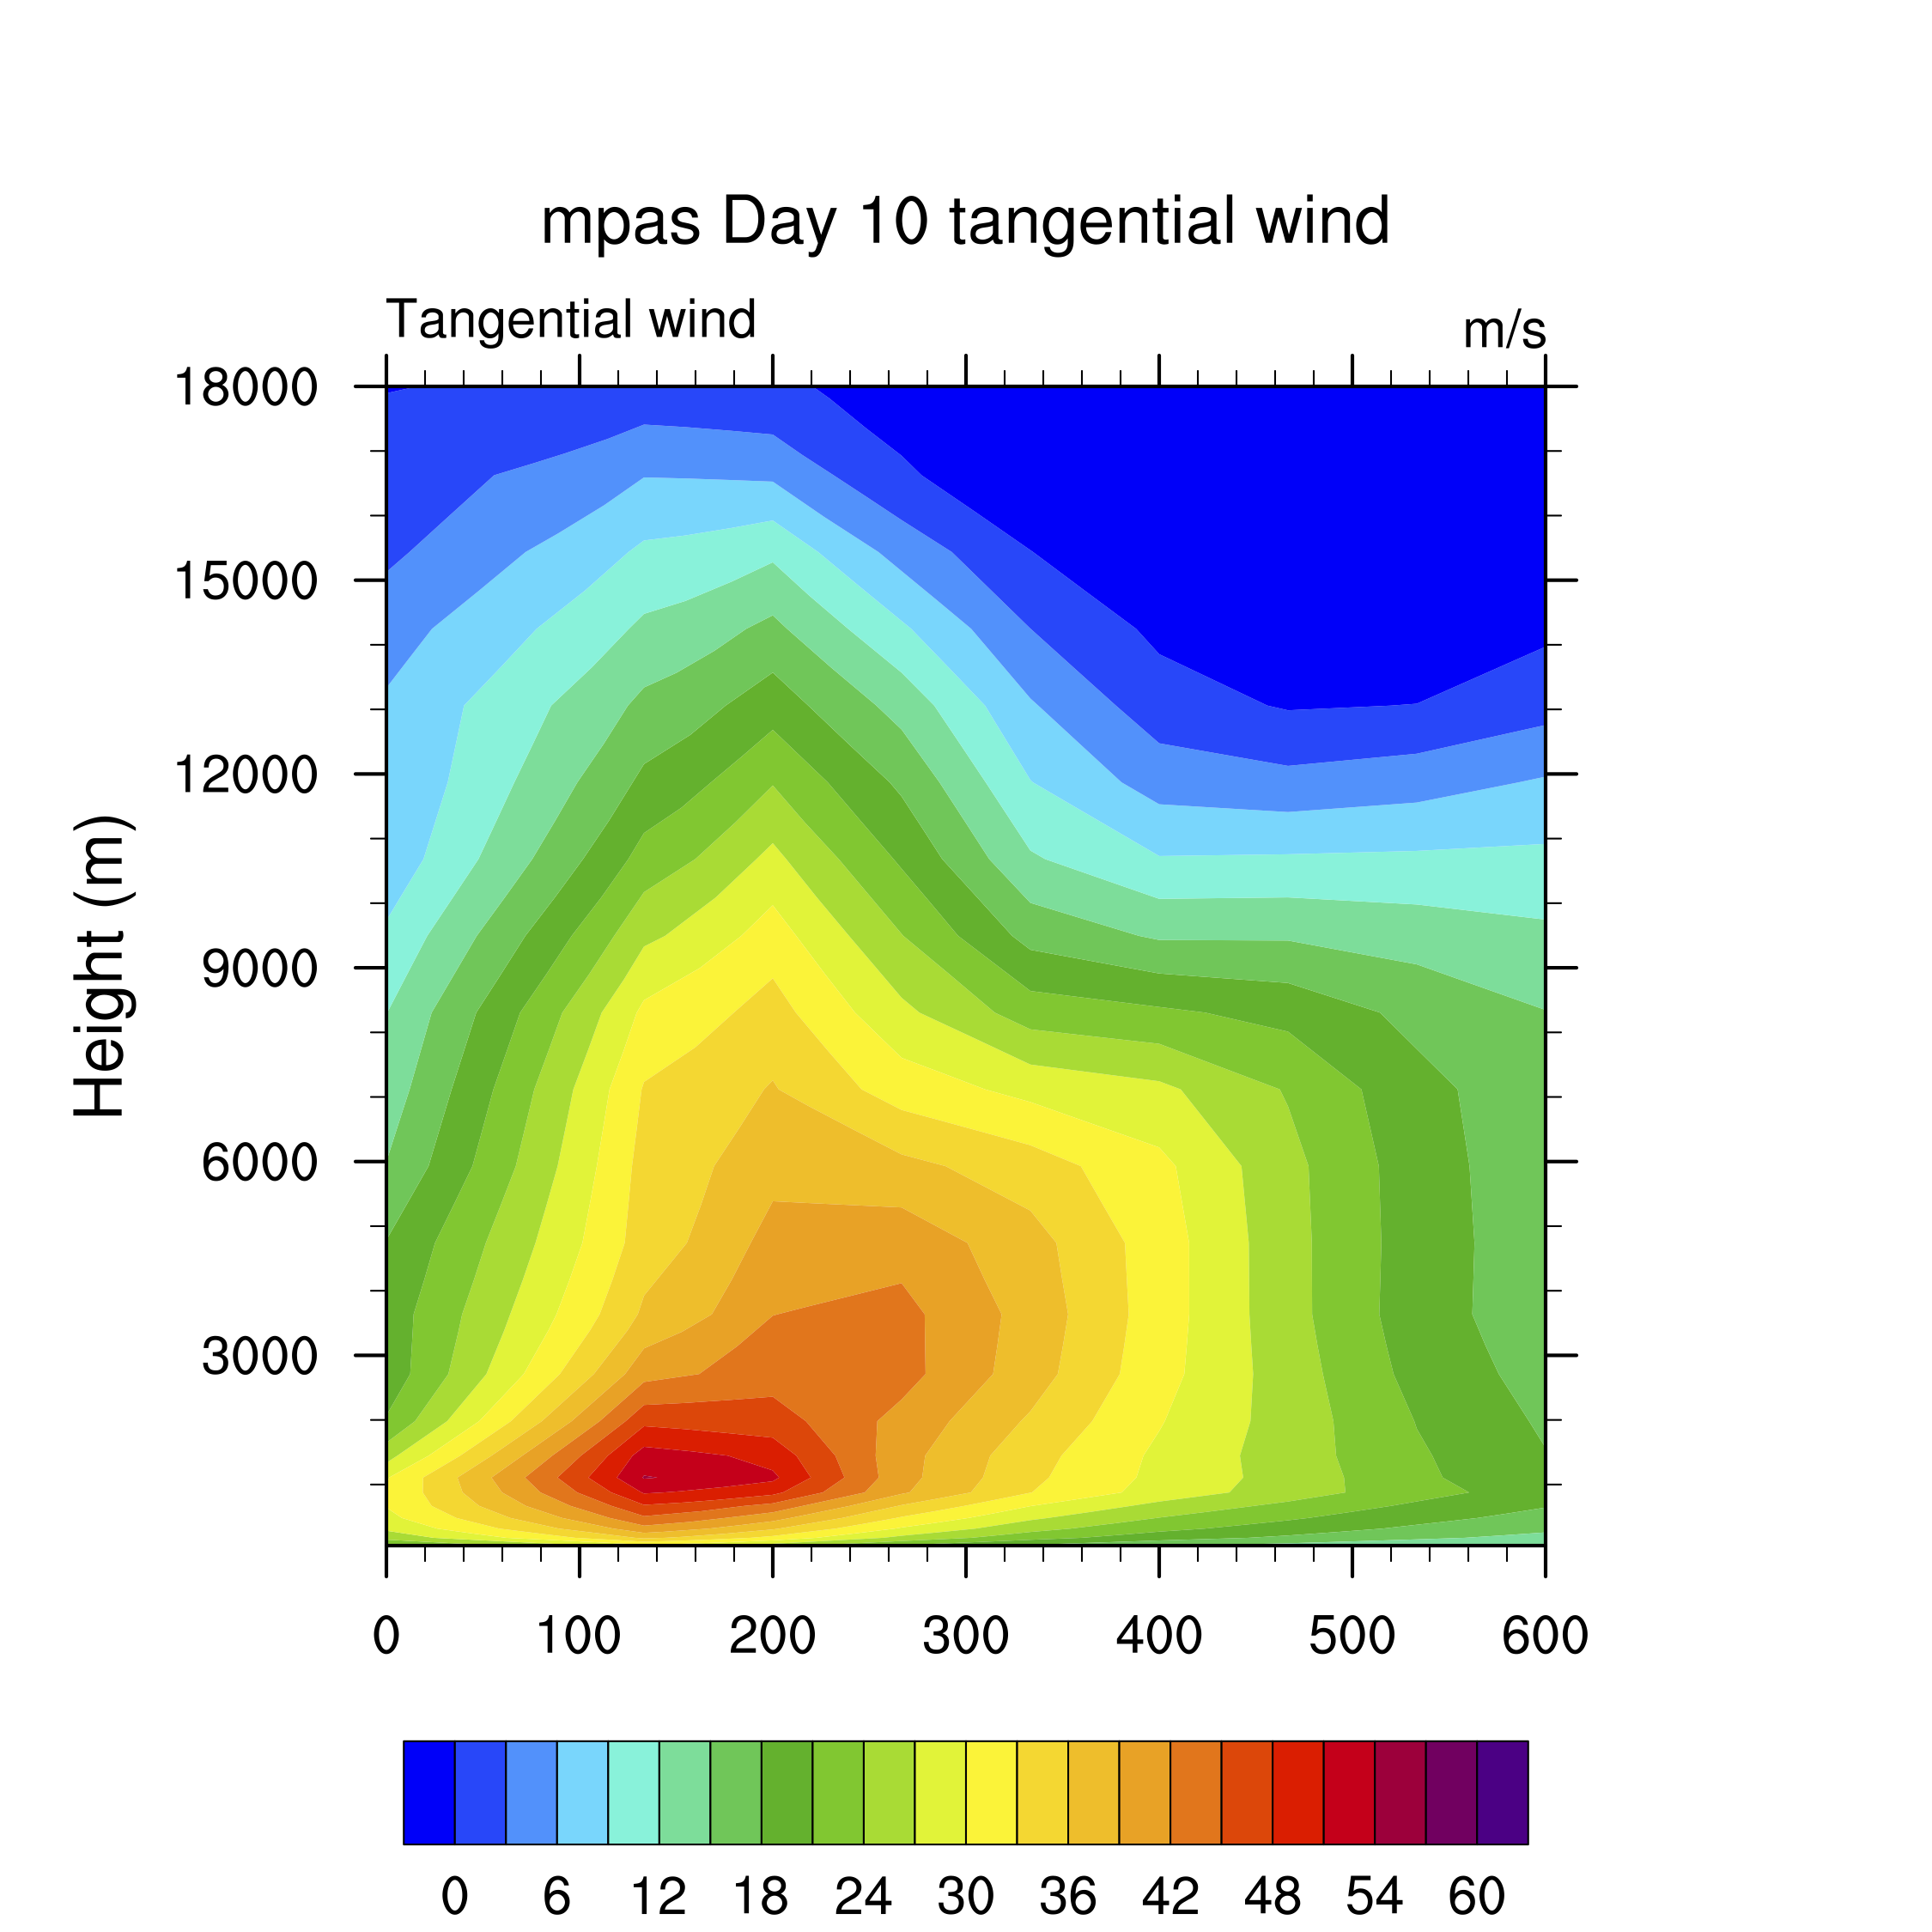 mpas Day 10 tangential wind
Tangential wind
m/s
18000
15000
12000
9000
6000
3000
Height (m)
0 100 200 300 400 500 600
0 6 12 18 24 30 36 42 48 54 60